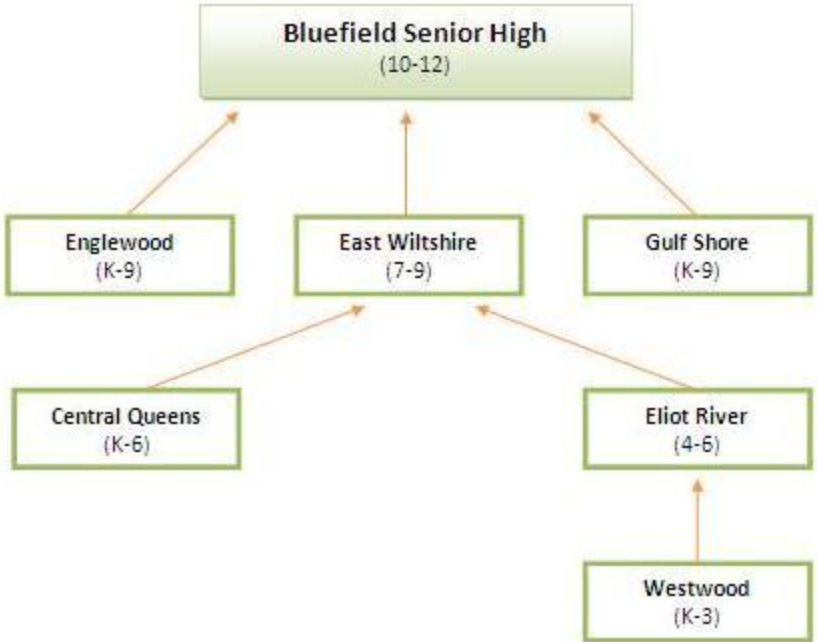 Bluefield Senior High
(10-12)
Englewood
(K-9)
East Wiltshire
(7-9)
Gulf Shore
(K-9)
Central Queens
(K-6)
Eliot River
(4-6)
Westwood
(K-3)